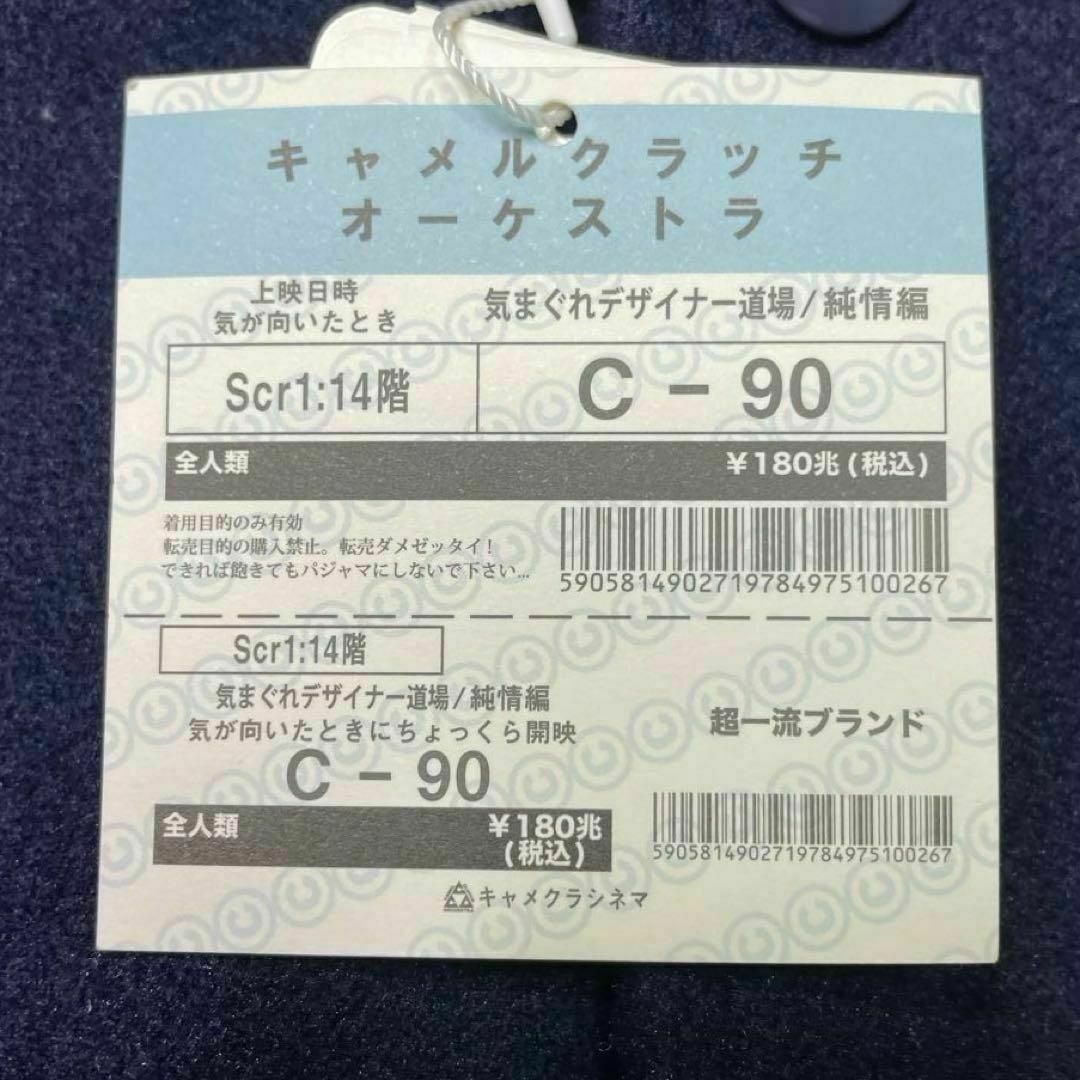 キャメルクラッチ
オーケストラ
上映日時
気が向いたとき
気まぐれデザイナー道場/純情編
Scr1:14階
C - 90
全人類
¥180兆(税込)
着用目的のみ有効
転売目的の購入禁止。転売ダメゼッタイ!
できれば飽きてもパジャマにしないで下さい...
5905814902719784975100267
Scr1:14階
気まぐれデザイナー道場/純情編
気が向いたときにちょっくら開映
C - 90
超一流ブランド
全人類
¥180兆
(税込)
5905814902719784975100267
キャメクラシネマ